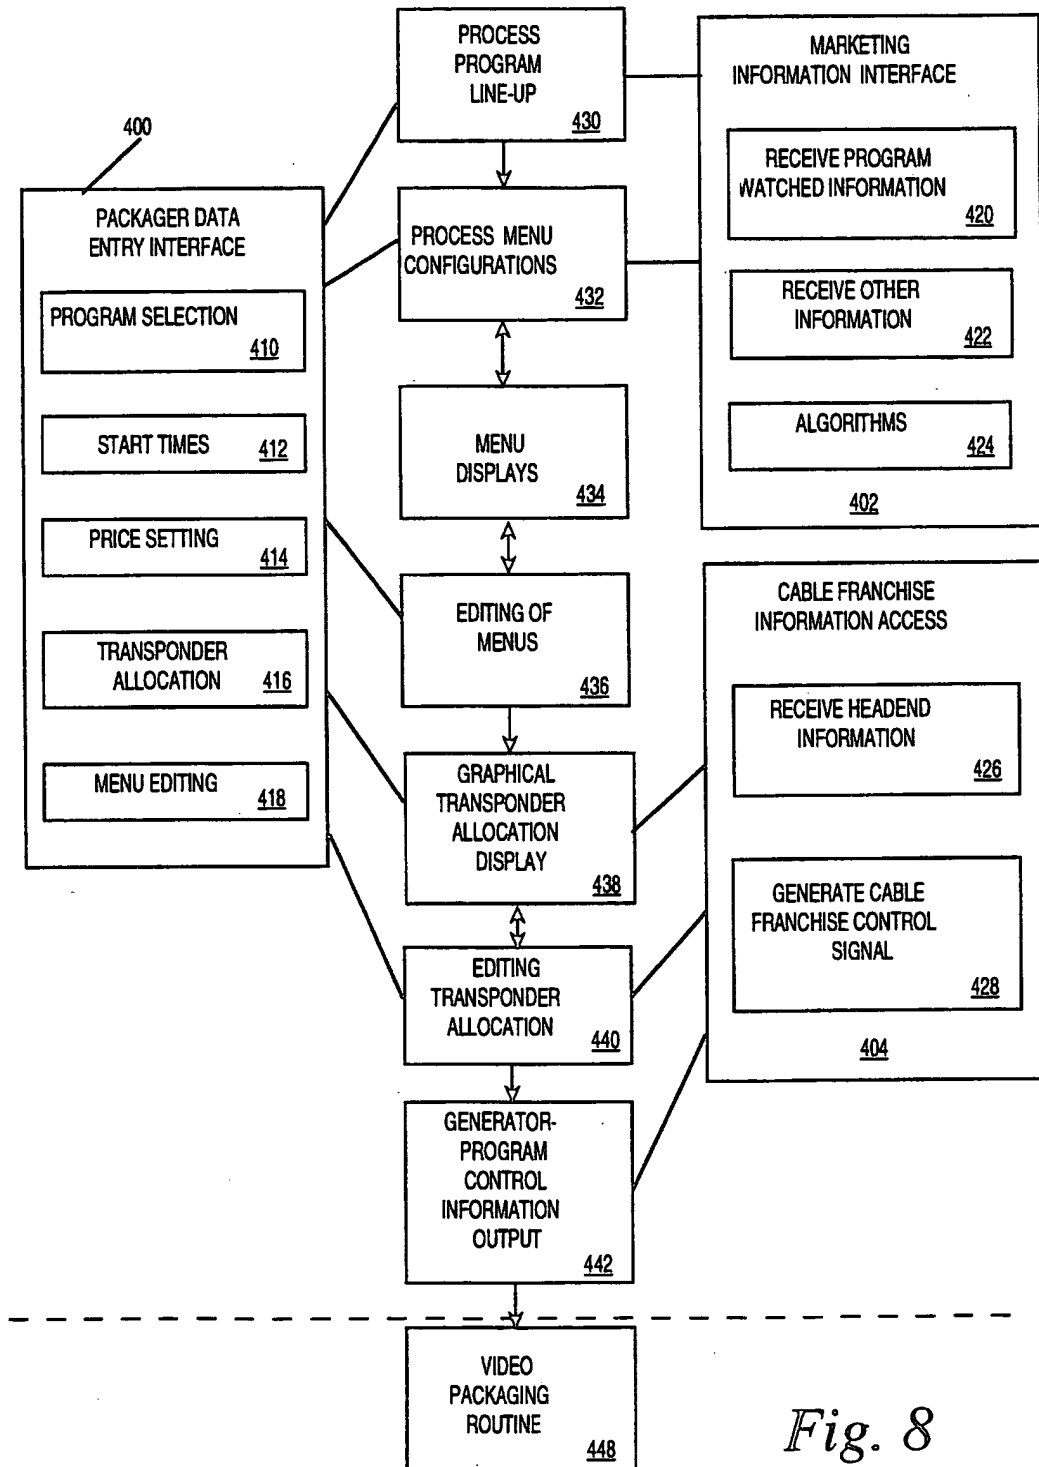 400
PACKAGER DATA
ENTRY INTERFACE
PROGRAM SELECTION
410
START TIMES
412
PRICE SETTING
414
TRANSPONDER
ALLOCATION
416
MENU EDITING
418
PROCESS
PROGRAM
LINE-UP
430
PROCESS MENU
CONFIGURATIONS
432
MENU
DISPLAYS
434
EDITING OF
MENUS
436
GRAPHICAL
TRANSPONDER
ALLOCATION
DISPLAY
438
EDITING
TRANSPONDER
ALLOCATION
440
GENERATOR-
PROGRAM
CONTROL
INFORMATION
OUTPUT
442
VIDEO
PACKAGING
ROUTINE
448
MARKETING
INFORMATION INTERFACE
RECEIVE PROGRAM
WATCHED INFORMATION
420
RECEIVE OTHER
INFORMATION
422
ALGORITHMS
424
402
CABLE FRANCHISE
INFORMATION ACCESS
RECEIVE HEADEND
INFORMATION
426
GENERATE CABLE
FRANCHISE CONTROL
SIGNAL
428
404
Fig. 8